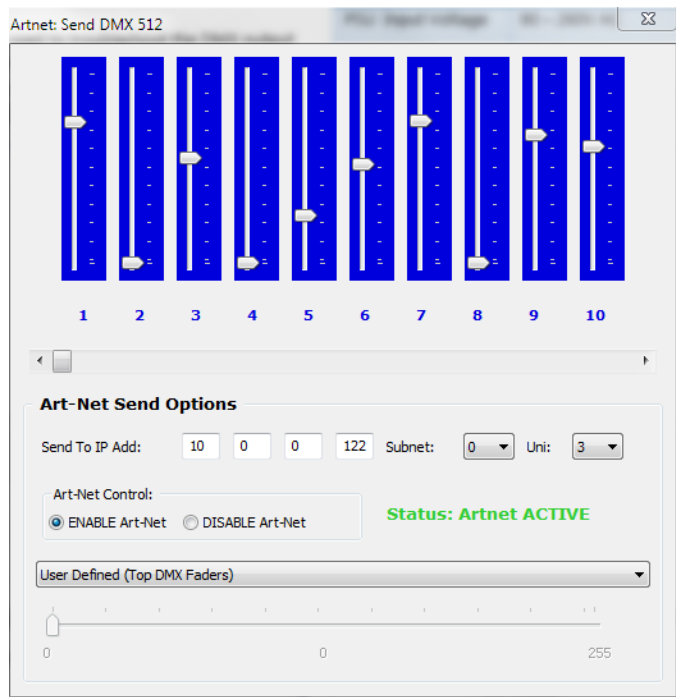 Artnet: Send DMX 512
1 2 3 4 5 6 7 8 9 10
Art-Net Send Options
Send To IP Add: 10 0 0 122 Subnet: 0 Uni: 3
Art-Net Control:
ENABLE Art-Net DISABLE Art-Net
Status: Artnet ACTIVE
User Defined (Top DMX Faders)
0 0 255